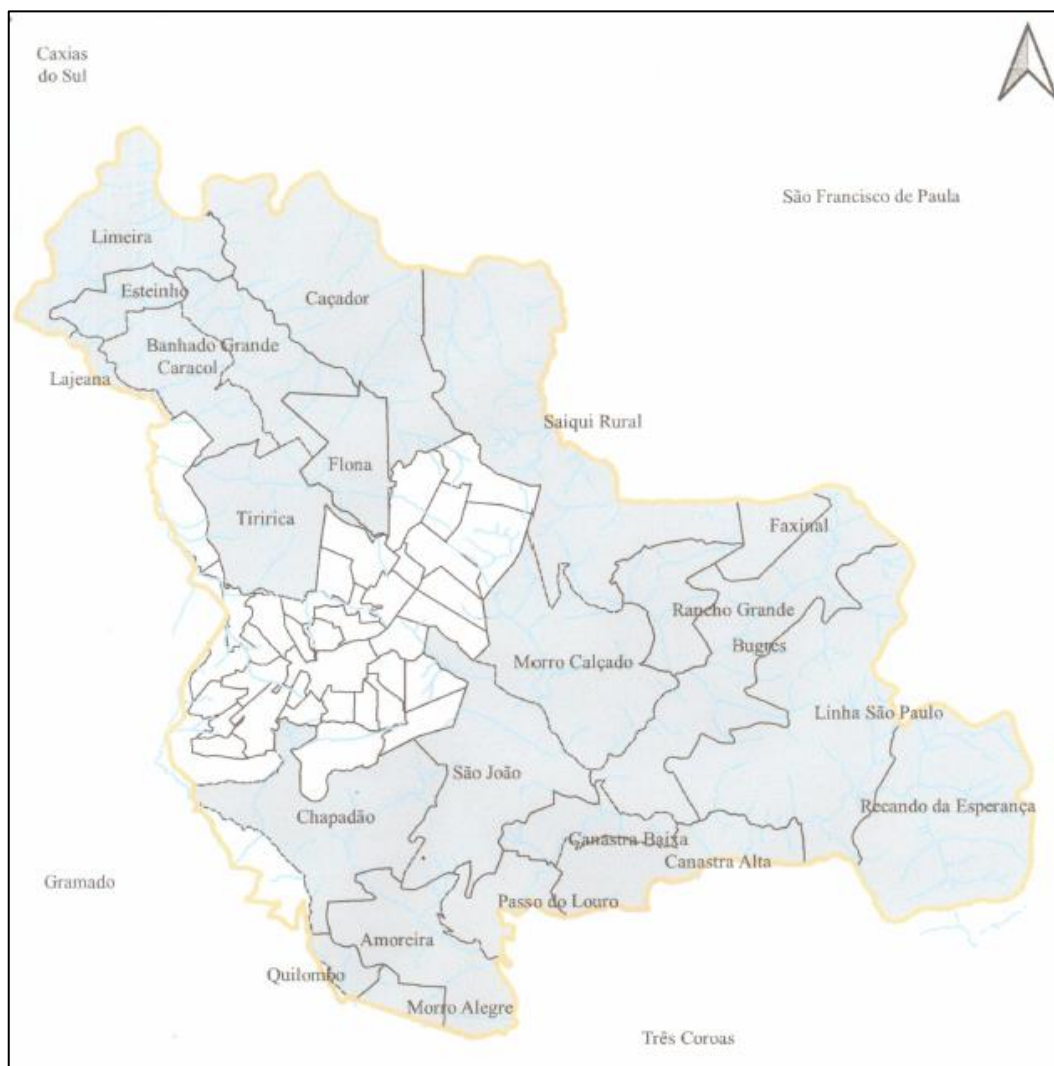 Caxias
do Sul
São Francisco de Paula
Limeira
Esteinho
Caçador
Banhado Grande
Caracol
Lajeana
Saiqui Rural
Flona
Tiririca
Faxinal
Rancho Grande
Bugres
Morro Calçado
Linha São Paulo
São João
Chapadão
Recando da Esperança
Canastra Baixa
Canastra Alta
Gramado
Passo do Louro
Amoreira
Quilombo
Morro Alegre
Três Coroas